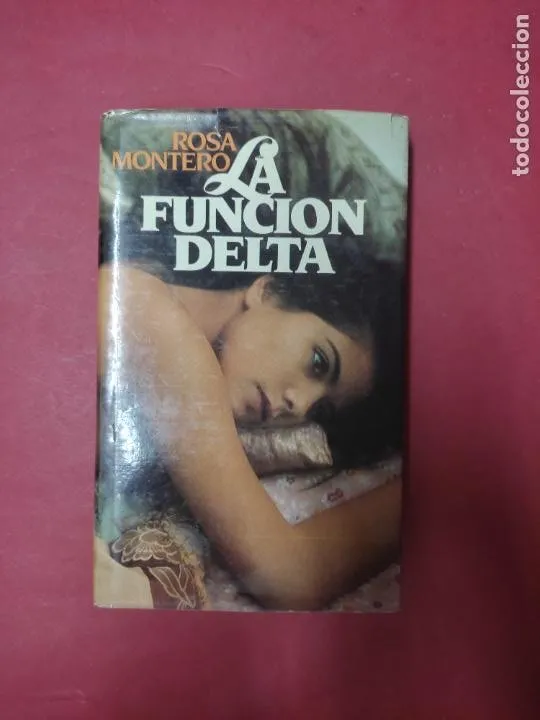 ROSA
MONTERO
LA
FUNCION
DELTA
todocoleccion